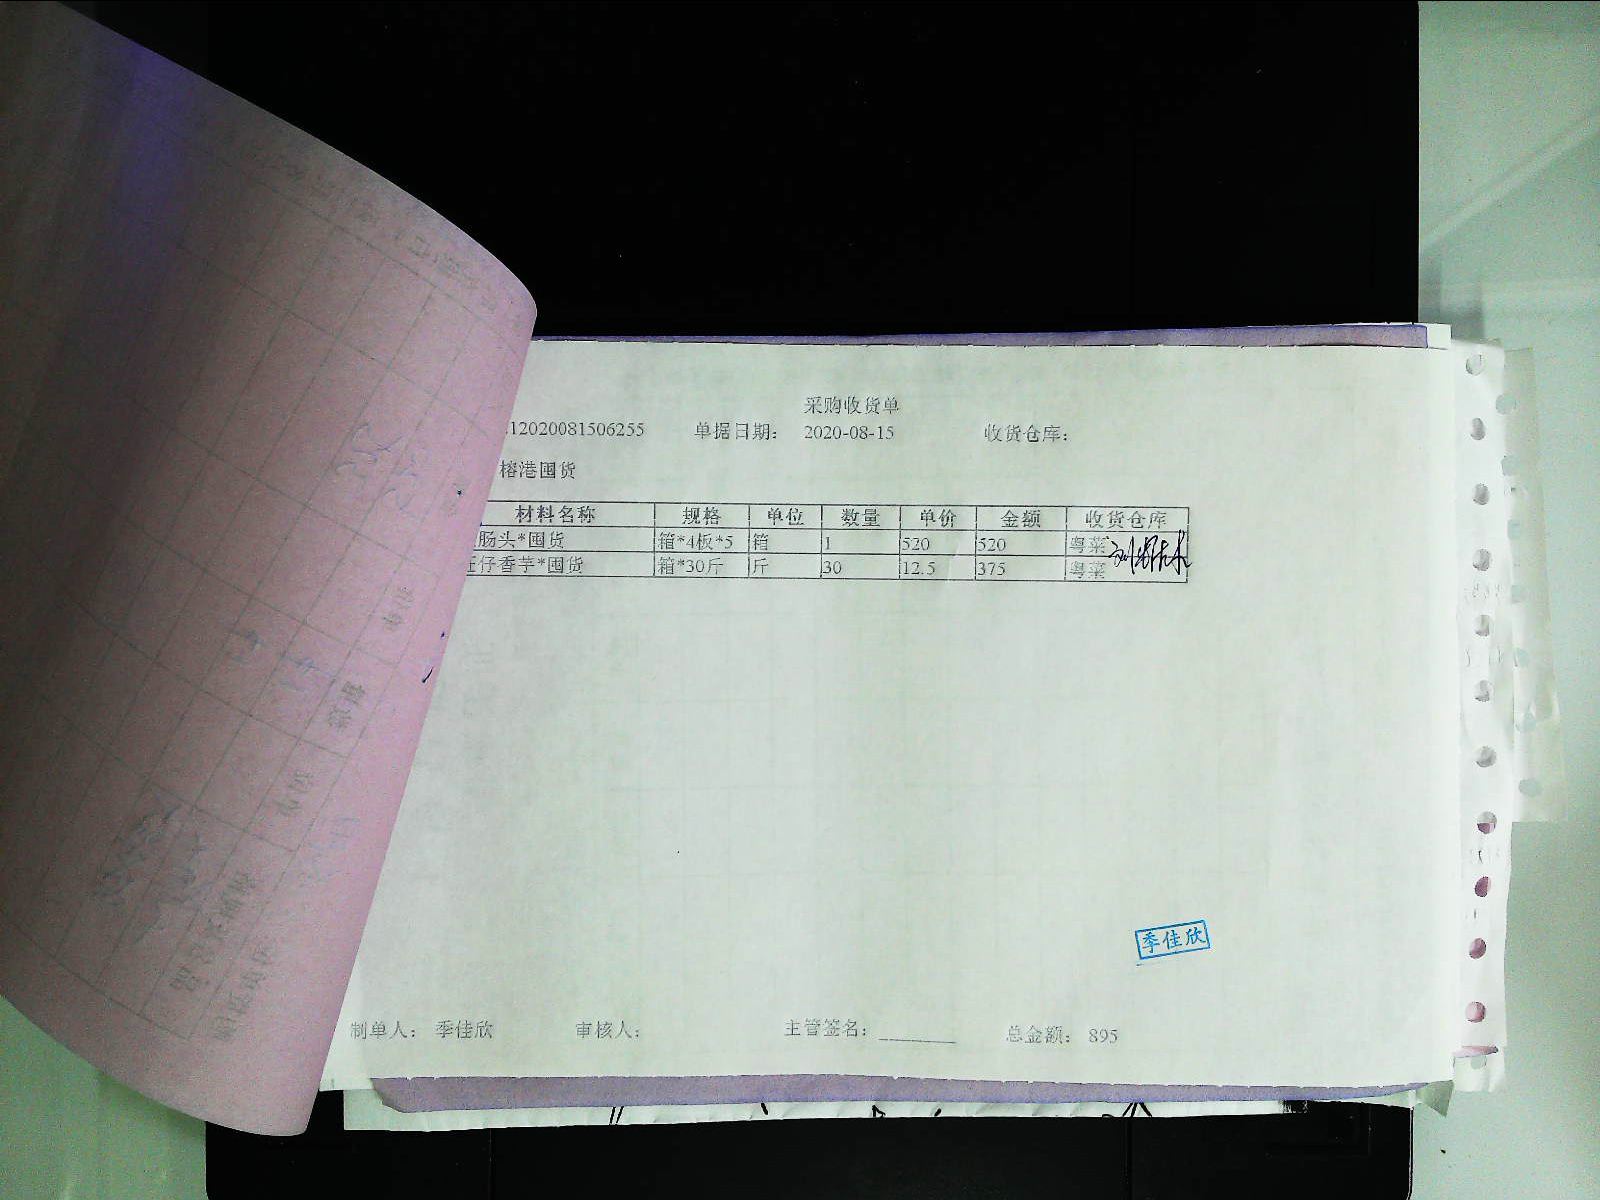 采购收货单
12020081506255 单据日期： 2020-08-15 收货仓库：
榕港囤货
材料名称 规格 单位 数量 单价 金额 收货仓库
肠头*囤货 箱*4板*5 箱 1 520 520 粤菜
仔香芋*囤货 箱*30斤 斤 30 12.5 375 粤菜
季佳欣
制单人： 季佳欣 审核人： 主管签名： 总金额： 895